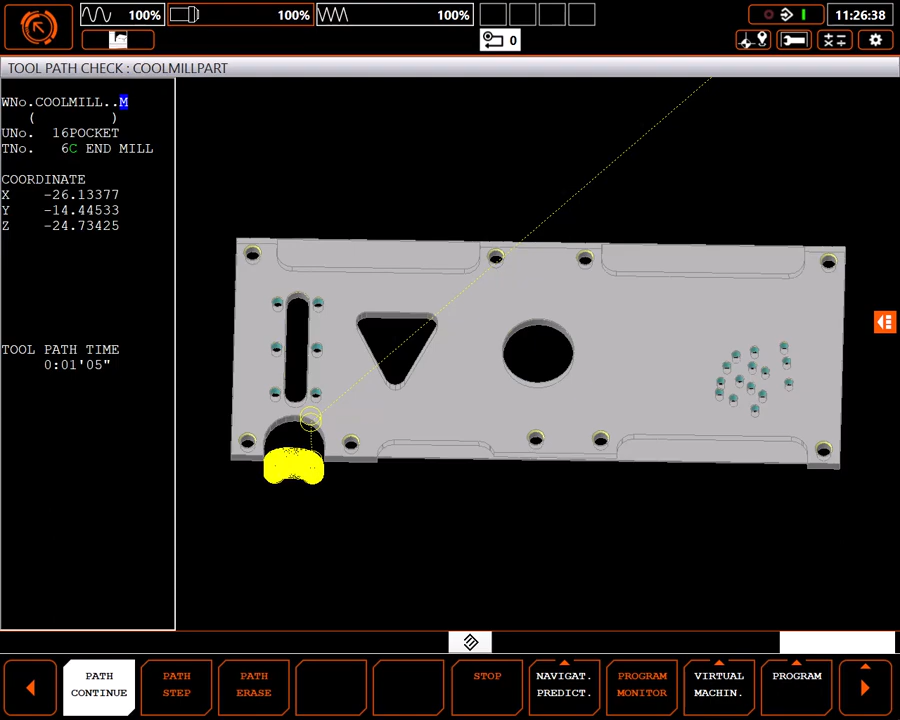 100%
100%
100%
11:26:38
0
TOOL PATH CHECK : COOLMILLPART
WNo.COOLMILL..M
( )
UNo. 16POCKET
TNo. 6C END MILL
COORDINATE
X -26.13377
Y -14.44533
Z -24.73425
TOOL PATH TIME
0:01'05"
PATH CONTINUE
PATH STEP
PATH ERASE
STOP
NAVIGAT. PREDICT.
PROGRAM MONITOR
VIRTUAL MACHIN.
PROGRAM